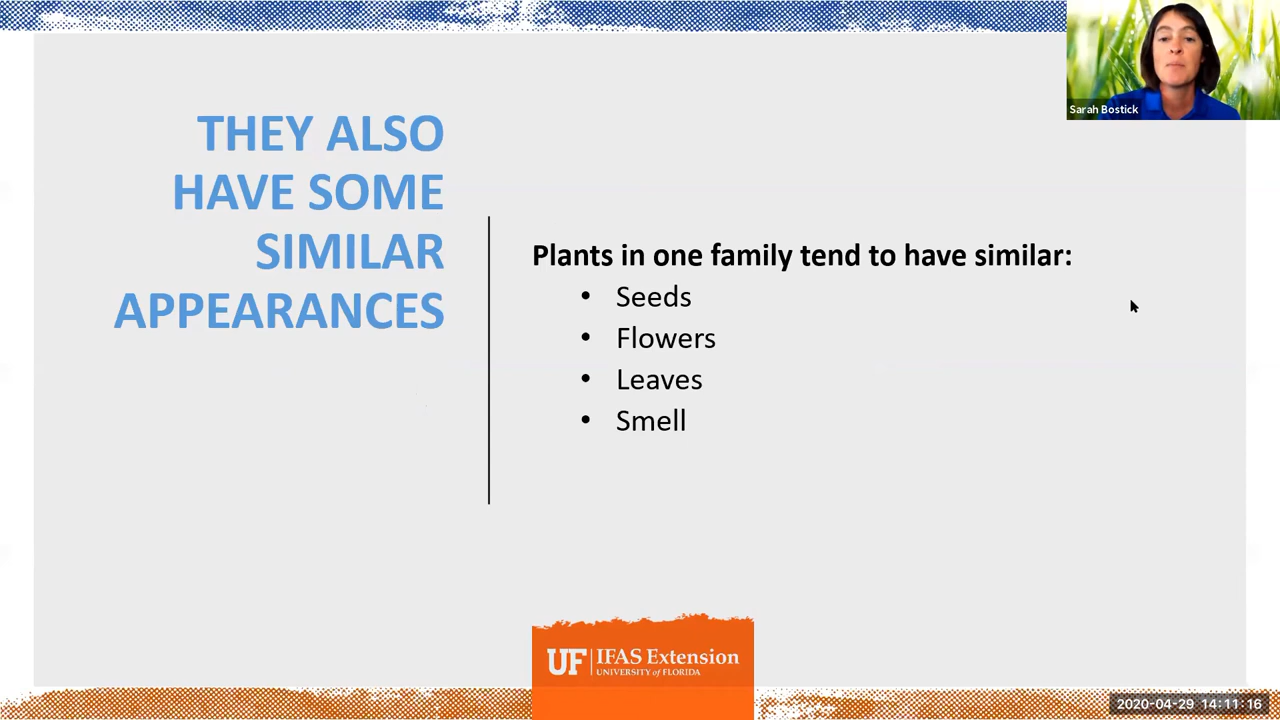 THEY ALSO
HAVE SOME
SIMILAR
APPEARANCES
Plants in one family tend to have similar:
• Seeds
• Flowers
• Leaves
• Smell
Sarah Bostick
UF IFAS Extension
UNIVERSITY of FLORIDA
2020-04-29 14:11:16